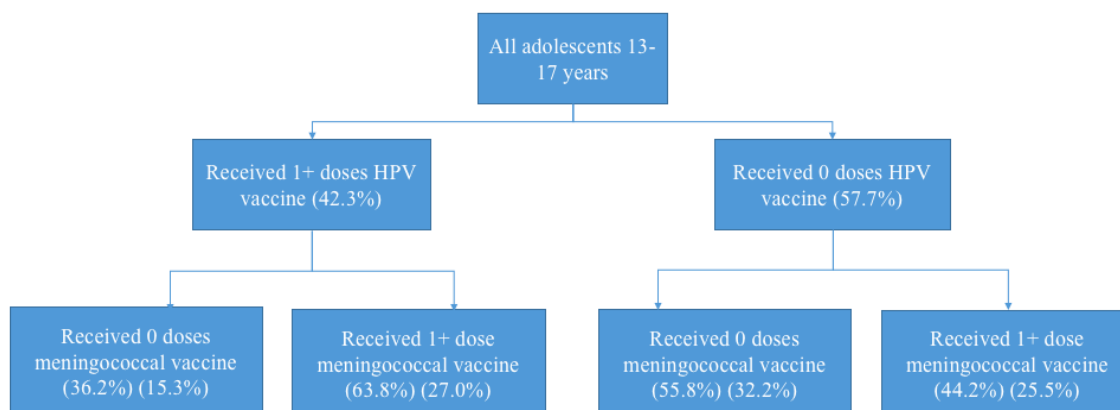 All adolescents 13-
17 years
Received 1+ doses HPV
vaccine (42.3%)
Received 0 doses HPV
vaccine (57.7%)
Received 0 doses
meningococcal vaccine
(36.2%) (15.3%)
Received 1+ dose
meningococcal vaccine
(63.8%) (27.0%)
Received 0 doses
meningococcal vaccine
(55.8%) (32.2%)
Received 1+ dose
meningococcal vaccine
(44.2%) (25.5%)